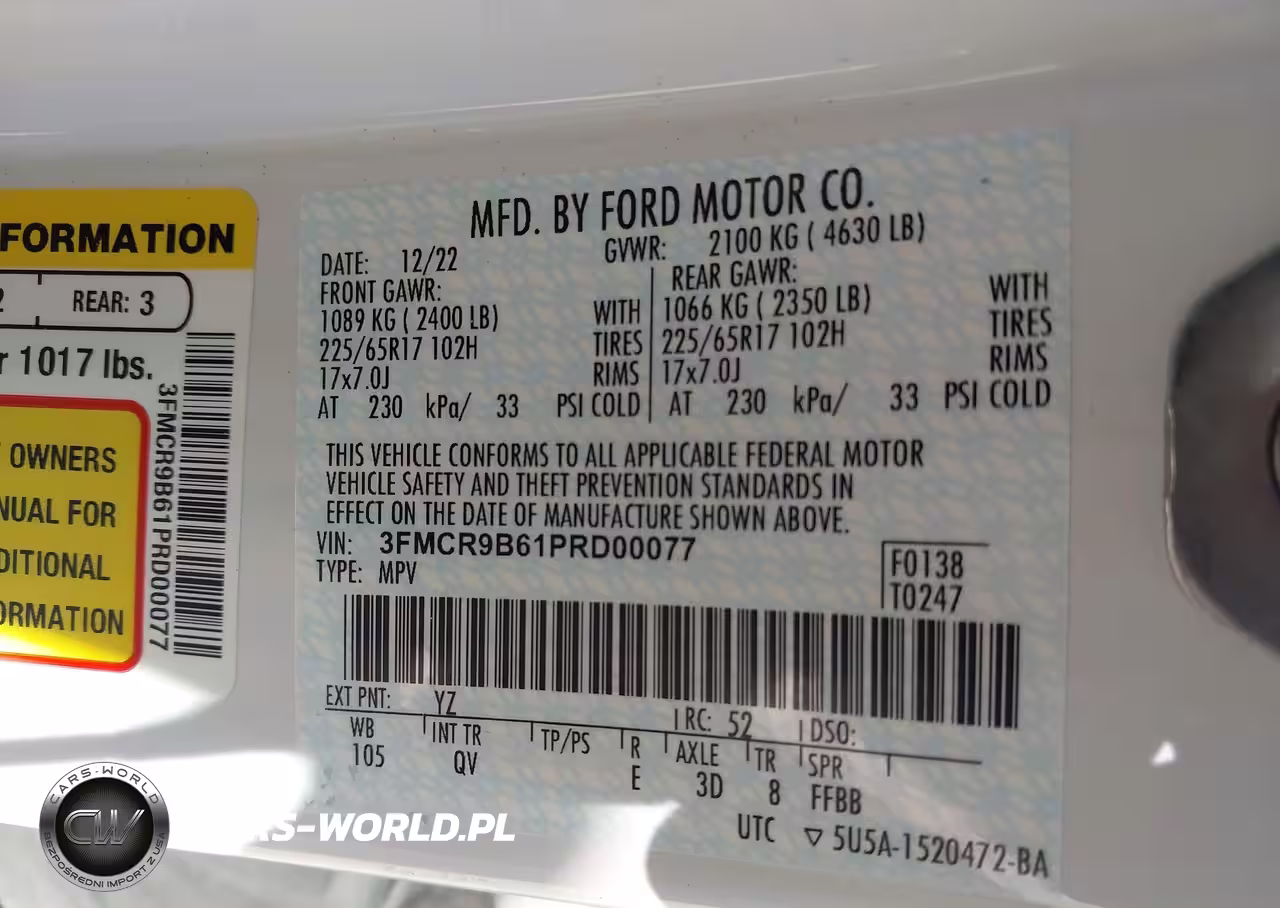 FORMATION
REAR: 3
1017 lbs.
OWNERS
3FMCR9B61PRD00077
MFD. BY FORD MOTOR CO.
DATE: 12/22 GVWR: 2100 KG ( 4630 LB)
FRONT GAWR: REAR GAWR:
1089 KG ( 2400 LB) WITH 1066 KG ( 2350 LB) WITH
225/65R17 102H TIRES 225/65R17 102H TIRES
17x7.0J RIMS 17x7.0J RIMS
AT 230 kPa/ 33 PSI COLD AT 230 kPa/ 33 PSI COLD
THIS VEHICLE CONFORMS TO ALL APPLICABLE FEDERAL MOTOR
VEHICLE SAFETY AND THEFT PREVENTION STANDARDS IN
EFFECT ON THE DATE OF MANUFACTURE SHOWN ABOVE.
VIN: 3FMCR9B61PRD00077
TYPE: MPV
F0138
T0247
EXT PNT: YZ RC: 52 DSO:
WB INT TR TP/PS R AXLE TR SPR
105 QV E 3D 8 FFBB
UTC ▽ 5U5A-1520472-BA
NUAL FOR
DITIONAL
ORMATION
CARS-WORLD
CW
BEZPOŚREDNI IMPORT Z USA
RS-WORLD.PL